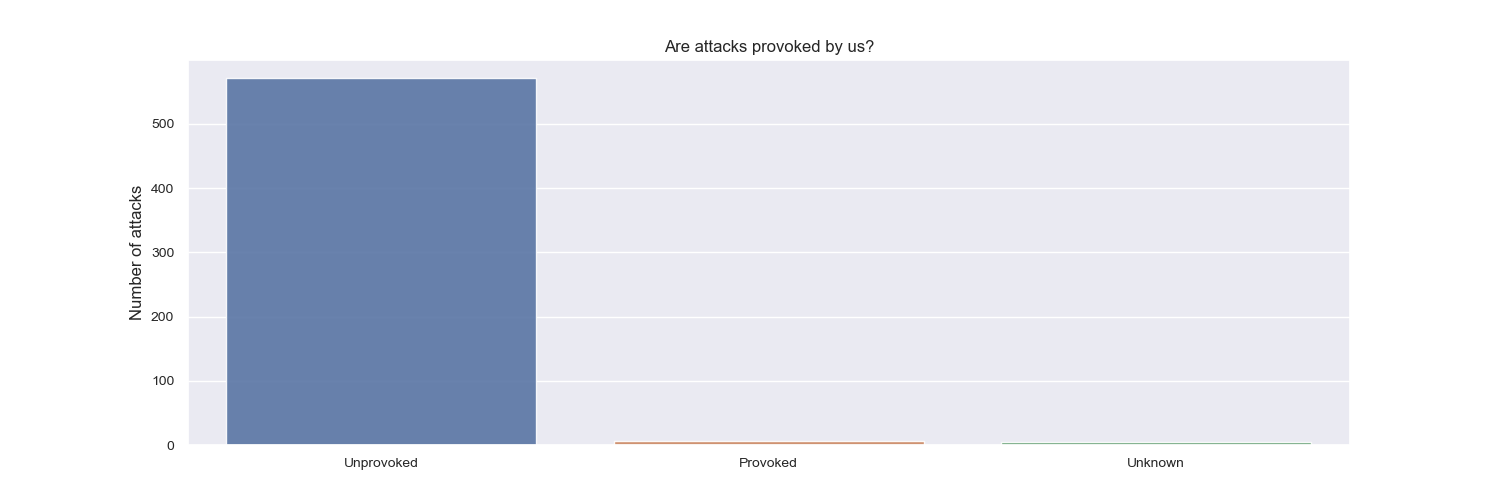 Are attacks provoked by us?
Number of attacks
500
400
300
200
100
0
Unprovoked
Provoked
Unknown